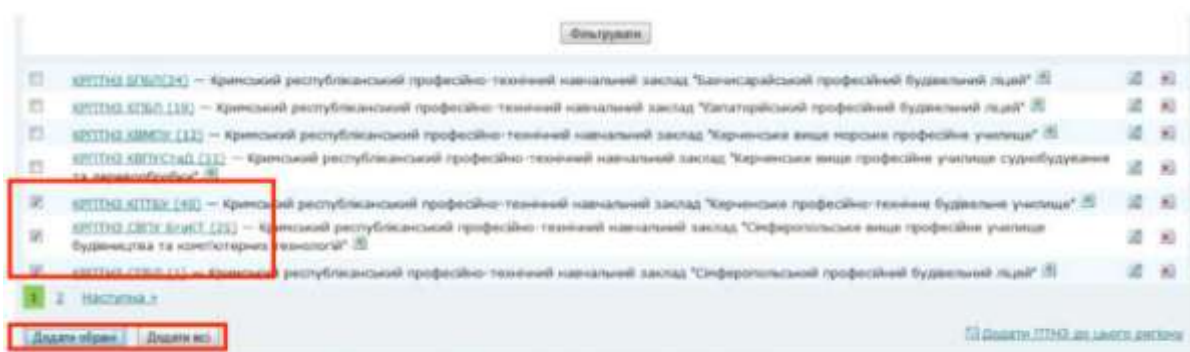 Фільтрувати
КРПТНЗ БПБЛ(24) — Кримський республіканський професійно-технічний навчальний заклад "Бахчисарайський професійний будівельний ліцей"
КРПТНЗ ЄПБЛ (19) — Кримський республіканський професійно-технічний навчальний заклад "Євпаторійський професійний будівельний ліцей"
КРПТНЗ КВМПУ (12) — Кримський республіканський професійно-технічний навчальний заклад "Керченське вище морське професійне училище"
КРПТНЗ КВПУСтаД (11) — Кримський республіканський професійно-технічний навчальний заклад "Керченське вище професійне училище суднобудування
та деревообробки"
КРПТНЗ КПТБУ (40) — Кримський республіканський професійно-технічний навчальний заклад "Керченське професійно-технічне будівельне училище"
КРПТНЗ СВПУ БтаКТ (25) — Кримський республіканський професійно-технічний навчальний заклад "Сімферопольське вище професійне училище
будівництва та комп'ютерних технологій"
КРПТНЗ СПБЛ (1) — Кримський республіканський професійно-технічний навчальний заклад "Сімферопольський професійний будівельний ліцей"
1 2 Наступна »
Додати обрані Додати всі Додати ПТНЗ до цього регіону